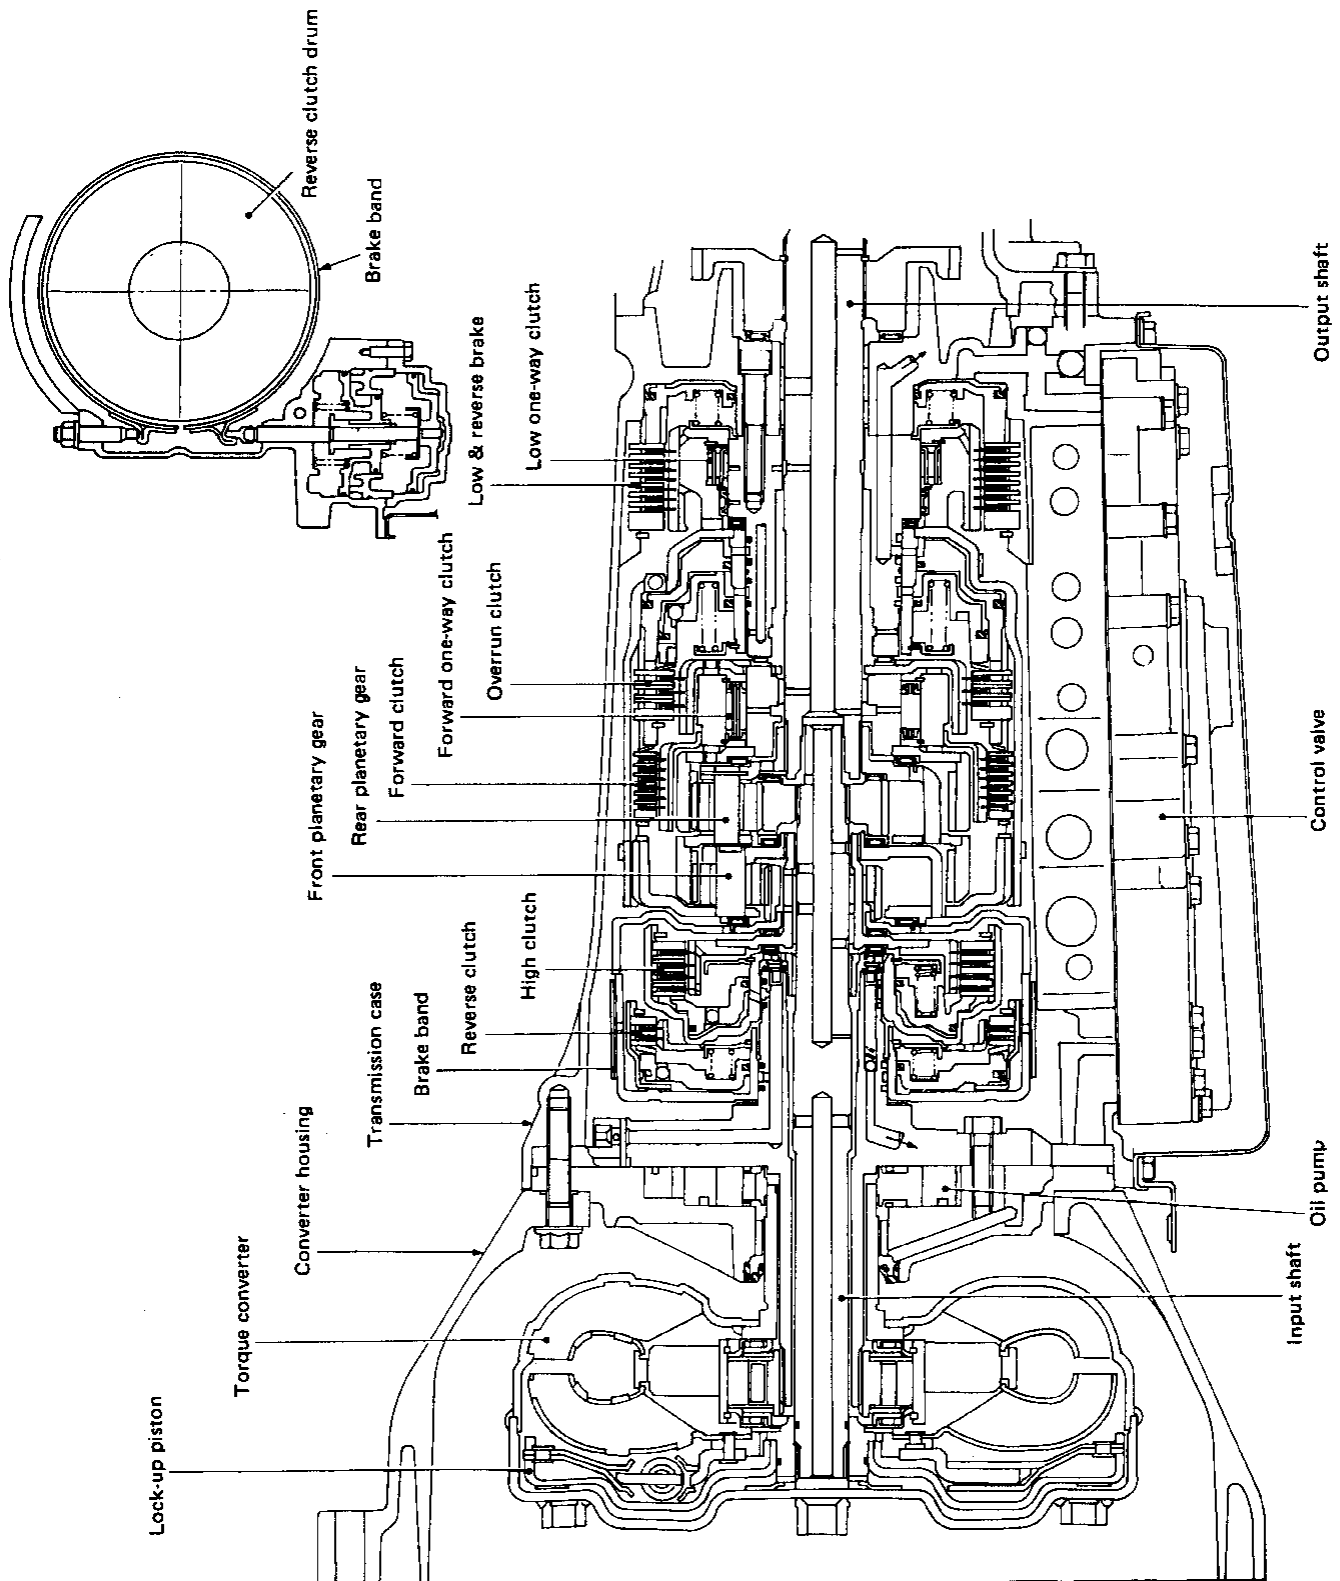 Reverse clutch drum
Brake band
Lock-up piston
Torque converter
Converter housing
Transmission case
Brake band
Reverse clutch
High clutch
Front planetary gear
Rear planetary gear
Forward clutch
Forward one-way clutch
Overrun clutch
Low & reverse brake
Low one-way clutch
Input shaft
Oil pump
Control valve
Output shaft